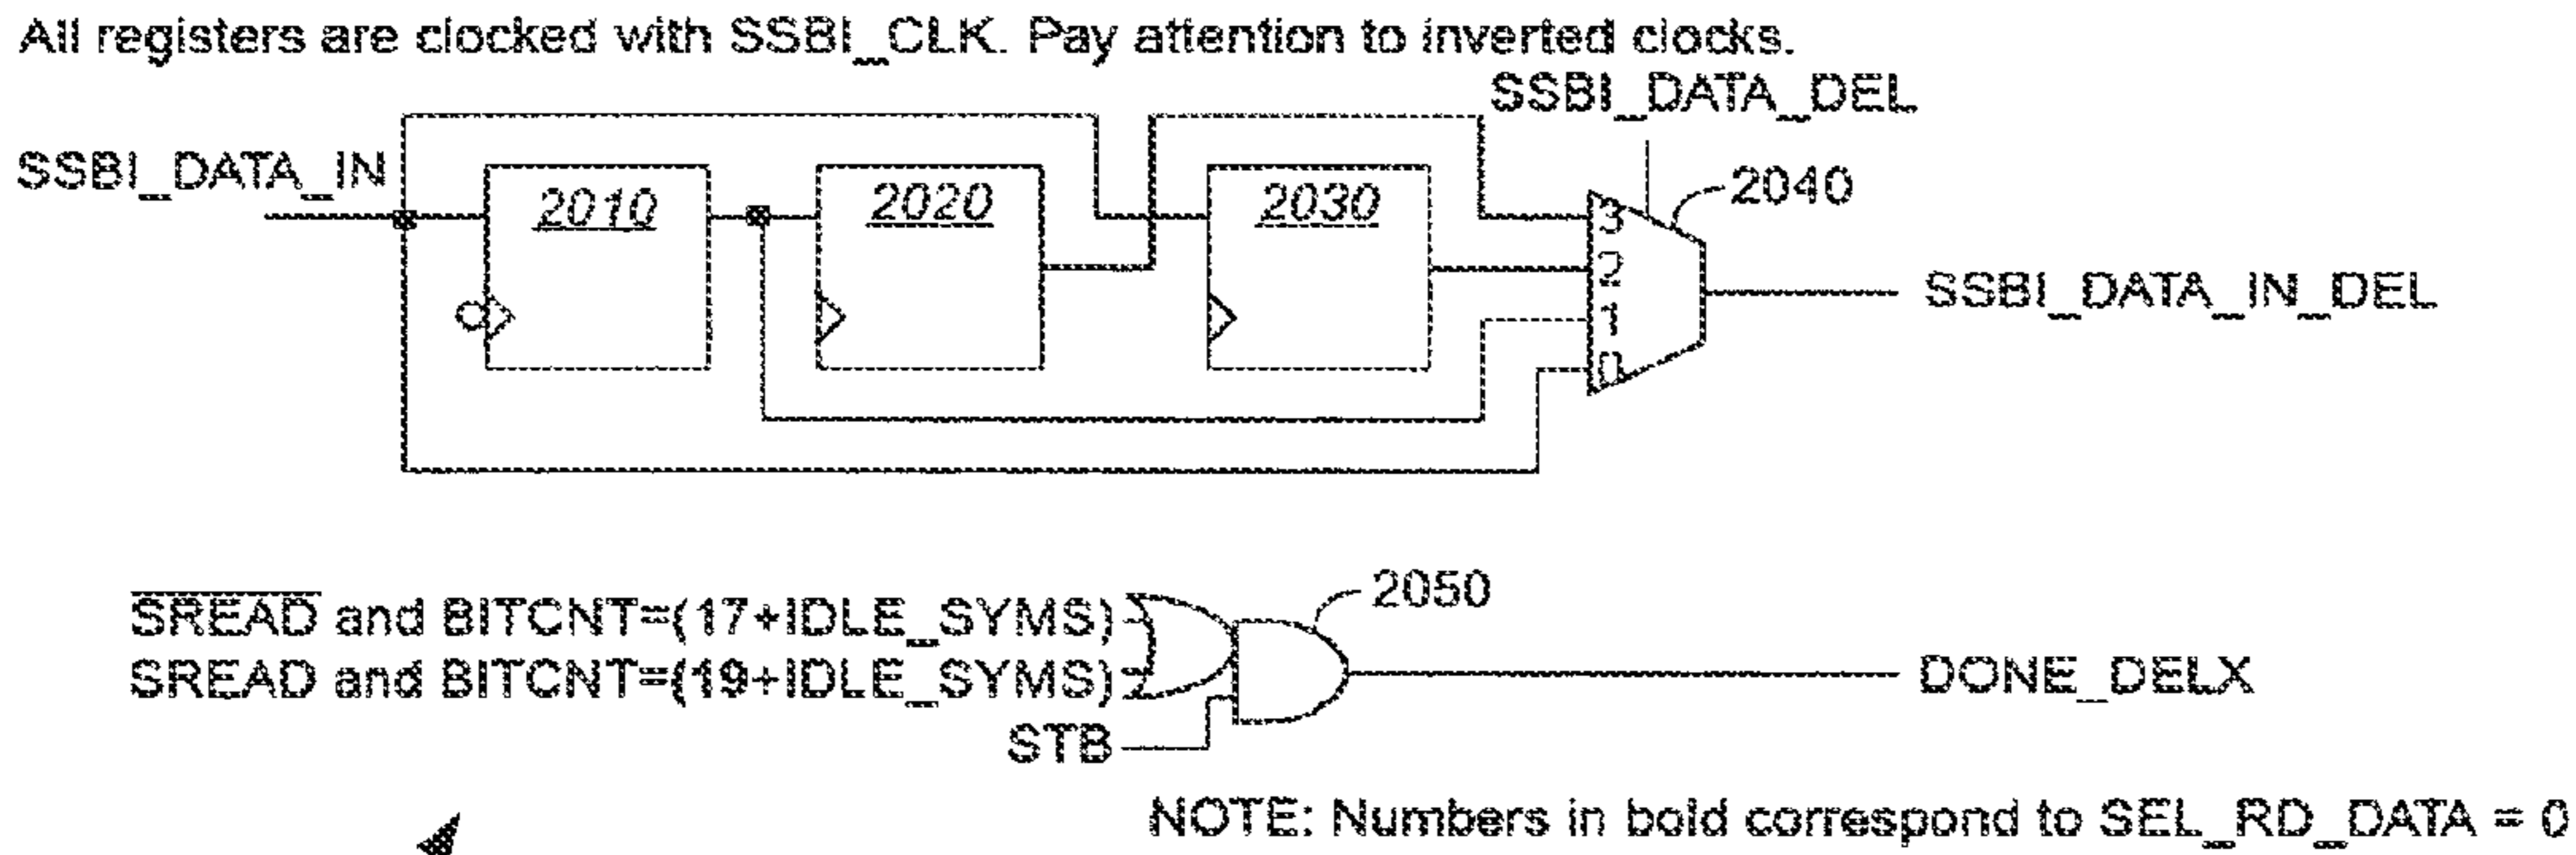 All registers are clocked with SSBI_CLK. Pay attention to inverted clocks.
SSBI_DATA_DEL
SSBI_DATA_IN
2010
2020
2030
2040
3
2
1
0
SSBI_DATA_IN_DEL
SREAD and BITCNT=(17+IDLE_SYMS)
2050
SREAD and BITCNT=(19+IDLE_SYMS)
DONE_DELX
STB
NOTE: Numbers in bold correspond to SEL_RD_DATA = 0